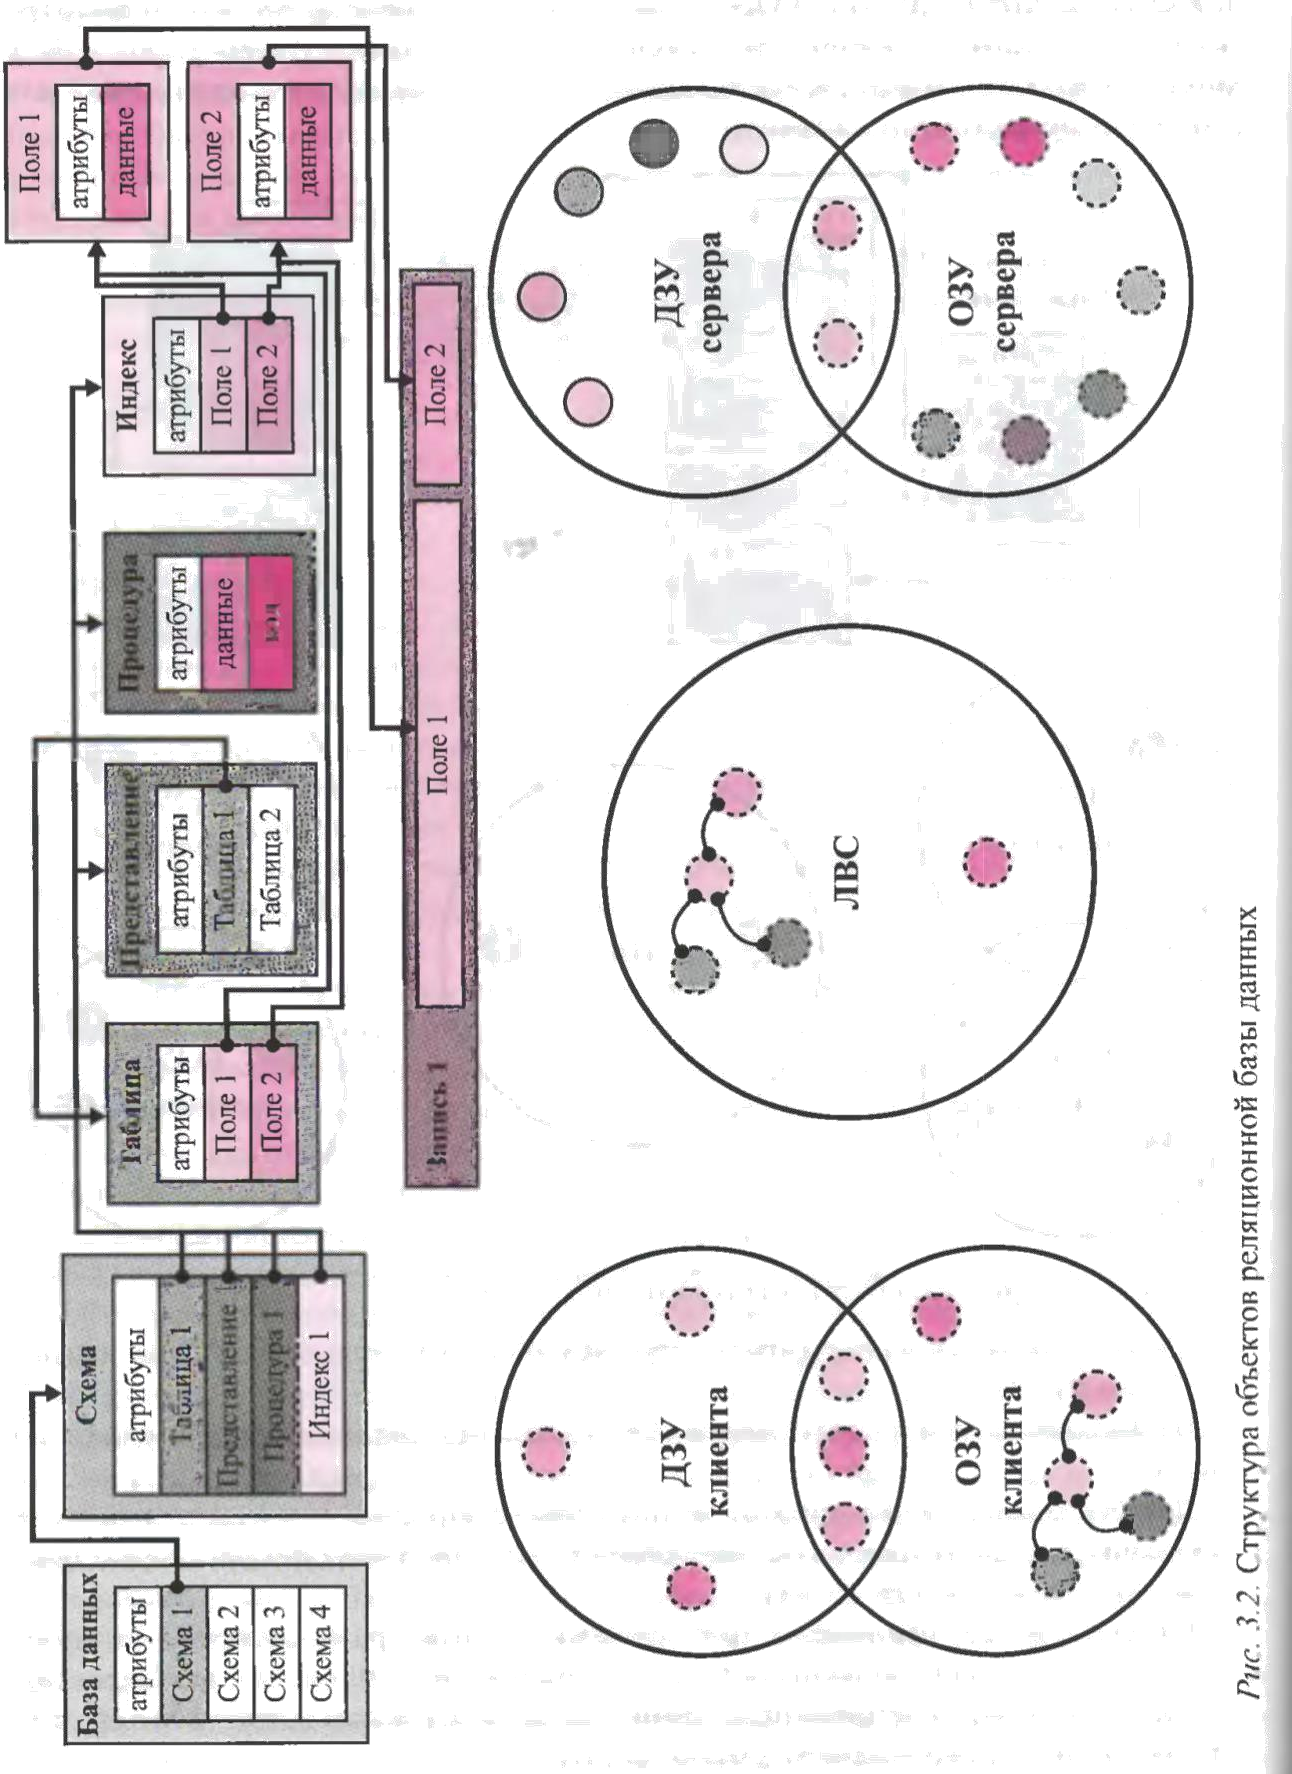 База данных
атрибуты
Схема 1
Схема 2
Схема 3
Схема 4
Схема
атрибуты
Таблица 1
Представление 1
Процедура 1
Индекс 1
Таблица
атрибуты
Поле 1
Поле 2
Представление
атрибуты
Таблица 1
Таблица 2
Процедура
атрибуты
данные
код
Индекс
атрибуты
Поле 1
Поле 2
Поле 1
атрибуты
данные
Поле 2
атрибуты
данные
Запись 1
Поле 1
Поле 2
ДЗУ
клиента
ОЗУ
клиента
ЛВС
ДЗУ
сервера
ОЗУ
сервера
Рис. 3.2. Структура объектов реляционной базы данных